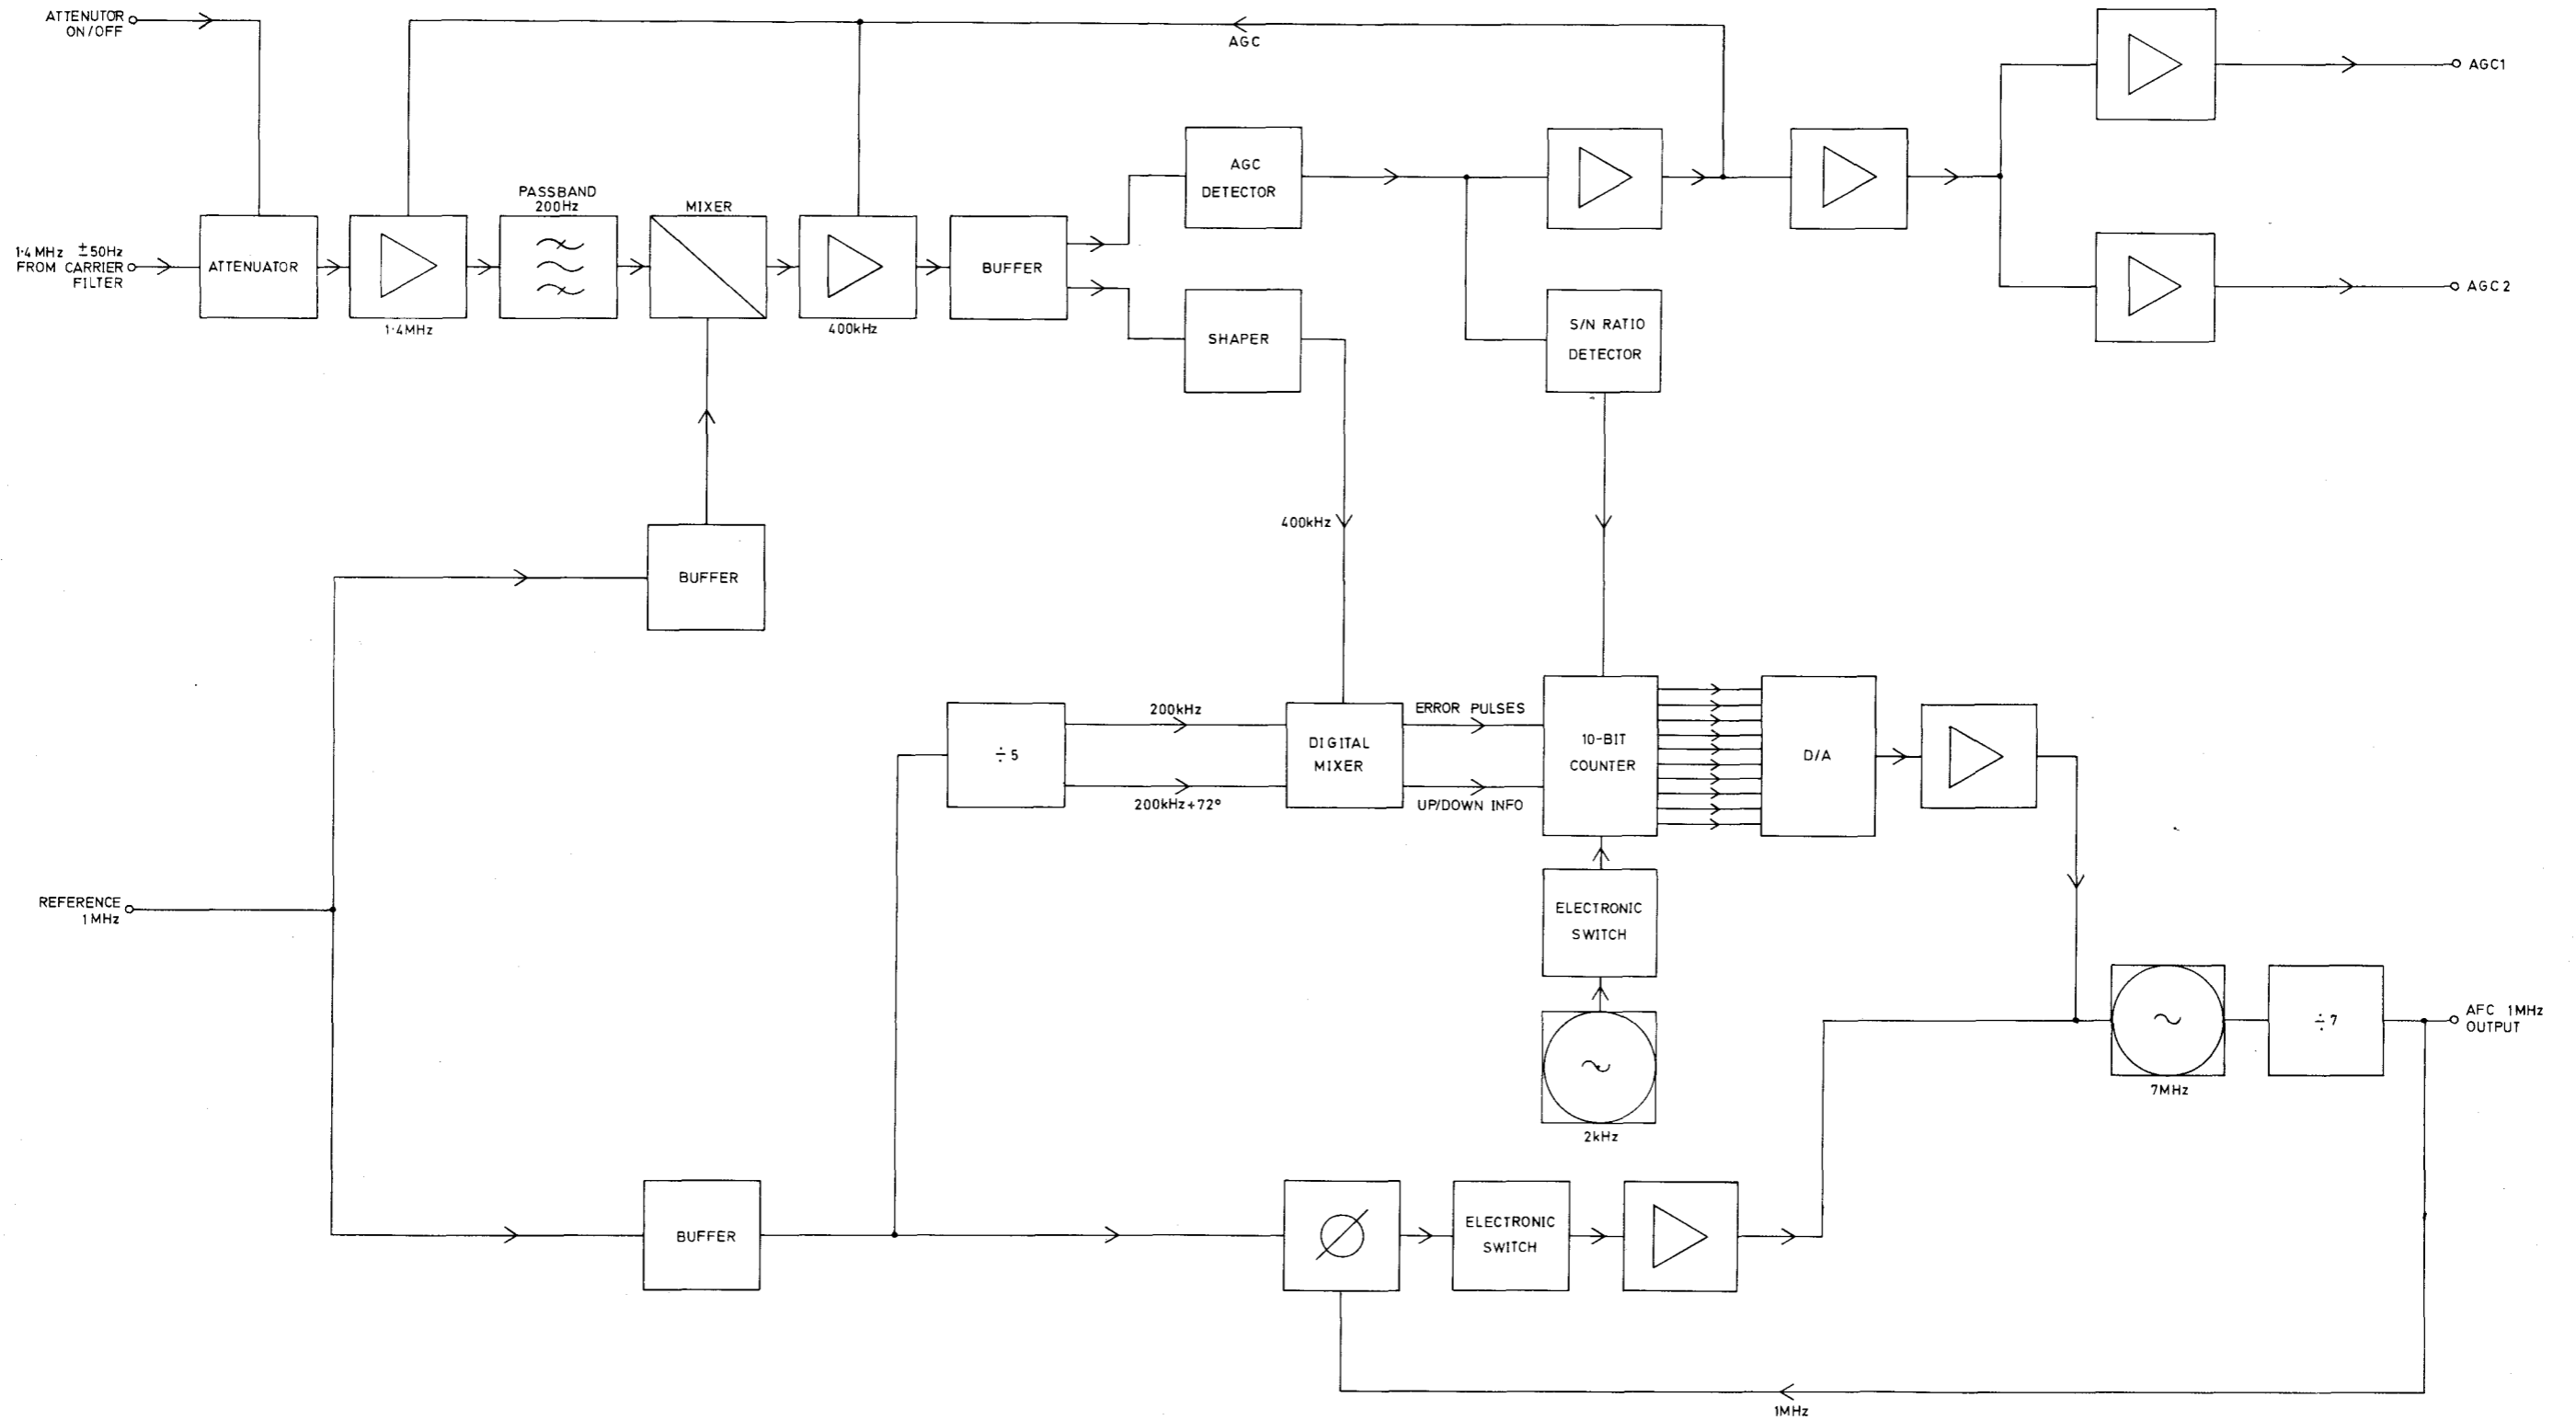 ATTENUTOR
ON/OFF
AGC
AGC1
AGC
DETECTOR
PASSBAND
200Hz
MIXER
1·4MHz ±50Hz
FROM CARRIER
FILTER
ATTENUATOR
BUFFER
1·4MHz
400kHz
SHAPER
S/N RATIO
DETECTOR
AGC2
400kHz
BUFFER
÷5
200kHz
200kHz+72°
DIGITAL
MIXER
ERROR PULSES
UP/DOWN INFO
10-BIT
COUNTER
D/A
REFERENCE
1MHz
ELECTRONIC
SWITCH
~
2kHz
~
7MHz
÷7
AFC 1MHz
OUTPUT
BUFFER
Ø
ELECTRONIC
SWITCH
1MHz